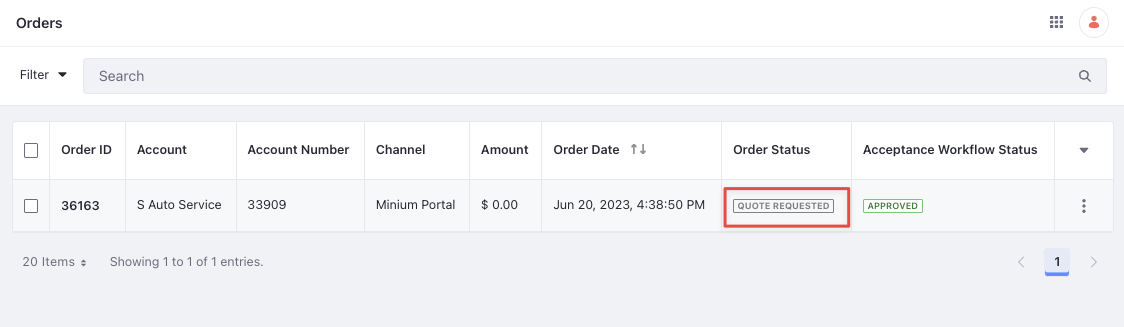 Orders
Filter
Search
Order ID Account Account Number Channel Amount Order Date Order Status Acceptance Workflow Status
36163 S Auto Service 33909 Minium Portal $ 0.00 Jun 20, 2023, 4:38:50 PM QUOTE REQUESTED APPROVED
20 Items Showing 1 to 1 of 1 entries. 1